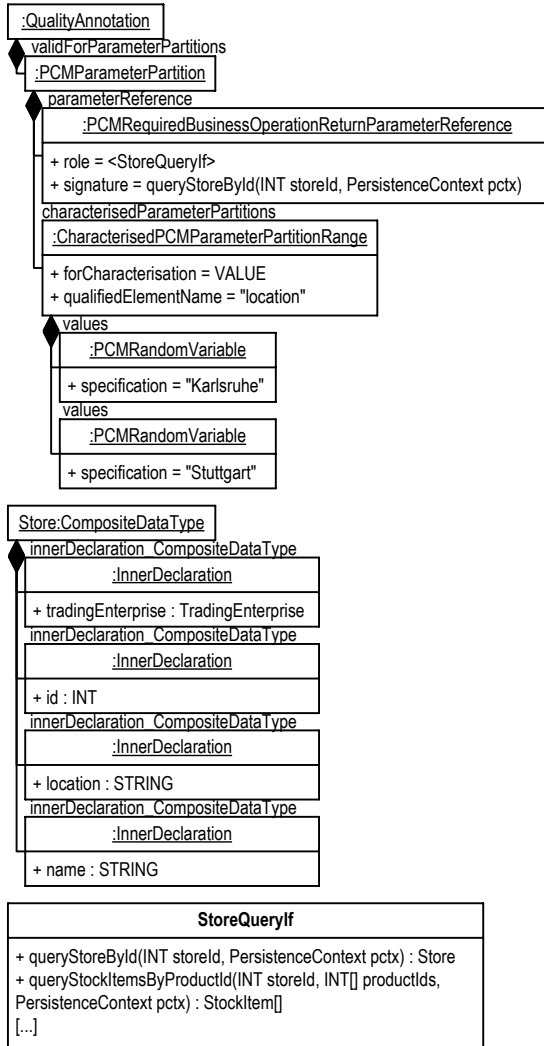 :QualityAnnotation
validForParameterPartitions
:PCMParameterPartition
parameterReference
:PCMRequiredBusinessOperationReturnParameterReference
+ role = <StoreQueryIf>
+ signature = queryStoreById(INT storeId, PersistenceContext pctx)
characterisedParameterPartitions
:CharacterisedPCMParameterPartitionRange
+ forCharacterisation = VALUE
+ qualifiedElementName = "location"
values
:PCMRandomVariable
+ specification = "Karlsruhe"
values
:PCMRandomVariable
+ specification = "Stuttgart"
Store:CompositeDataType
innerDeclaration_CompositeDataType
:InnerDeclaration
+ tradingEnterprise : TradingEnterprise
innerDeclaration_CompositeDataType
:InnerDeclaration
+ id : INT
innerDeclaration_CompositeDataType
:InnerDeclaration
+ location : STRING
innerDeclaration_CompositeDataType
:InnerDeclaration
+ name : STRING
StoreQueryIf
+ queryStoreById(INT storeId, PersistenceContext pctx) : Store
+ queryStockItemsByProductId(INT storeId, INT[] productIds,
PersistenceContext pctx) : StockItem[]
[...]